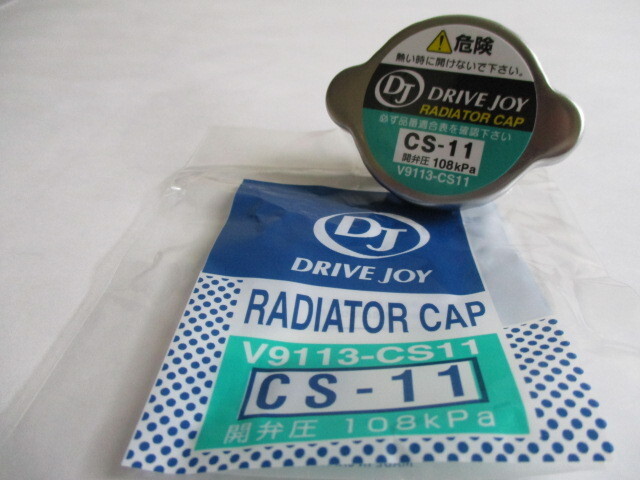 危険
熱い時に開けないで下さい。
DJ DRIVE JOY
RADIATOR CAP
必ず品番適合表を確認下さい
CS-11
開弁圧 108kPa
V9113-CS11
DJ
DRIVE JOY
RADIATOR CAP
V9113-CS11
CS-11
開弁圧 108kPa